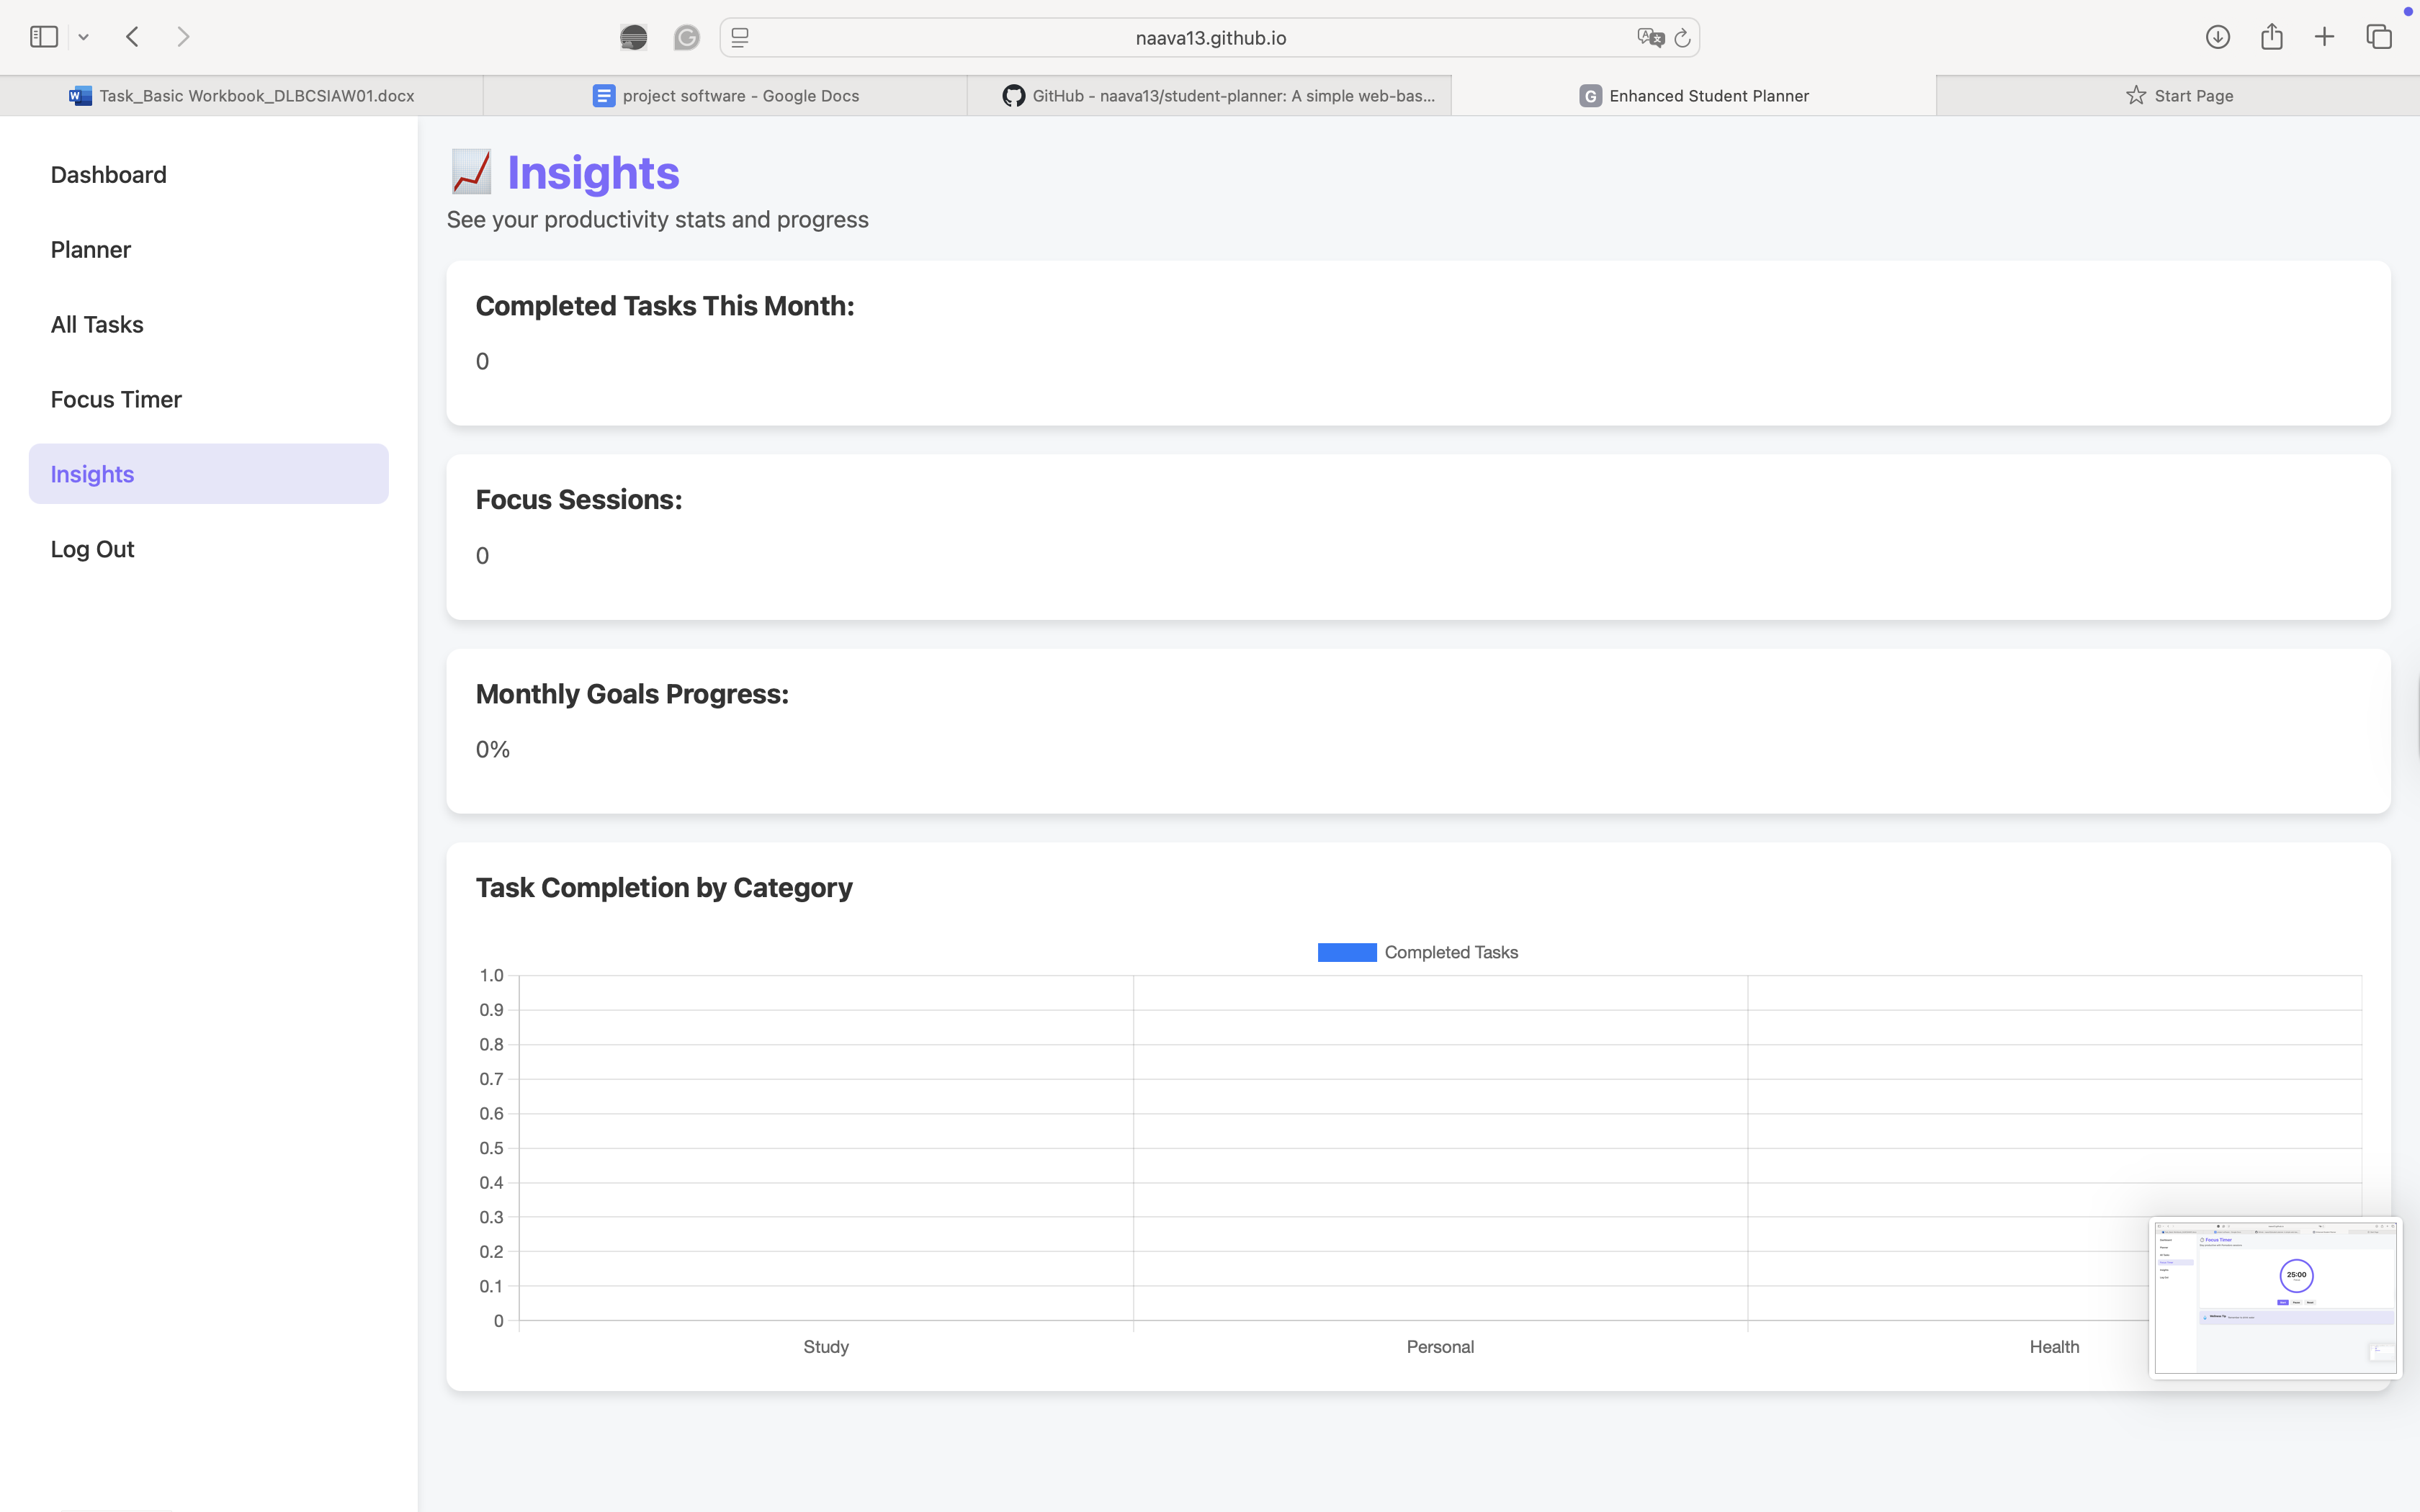 naava13.github.io
Task_Basic Workbook_DLBCSIAW01.docx
project software - Google Docs
GitHub - naava13/student-planner: A simple web-bas...
G Enhanced Student Planner
Start Page
Dashboard
Planner
All Tasks
Focus Timer
Insights
Log Out
Insights
See your productivity stats and progress
Completed Tasks This Month:
0
Focus Sessions:
0
Monthly Goals Progress:
0%
Task Completion by Category
Completed Tasks
1.0
0.9
0.8
0.7
0.6
0.5
0.4
0.3
0.2
0.1
0
Study
Personal
Health
Focus Timer
25:00